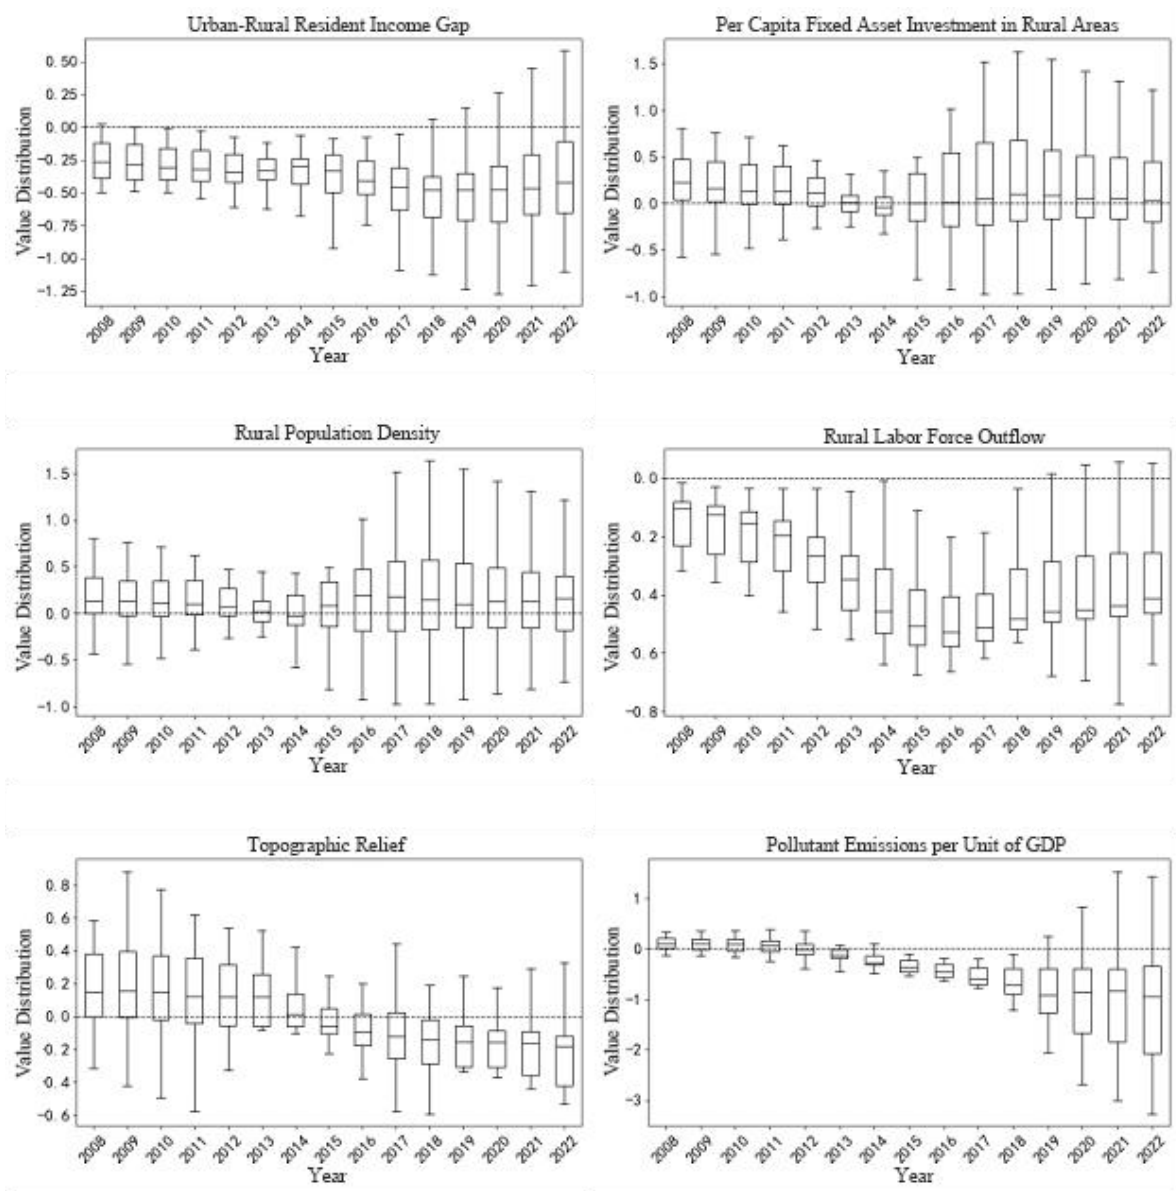 Urban-Rural Resident Income Gap
Value Distribution
0.50
0.25
0.00
-0.25
-0.50
-0.75
-1.00
-1.25
2008 2009 2010 2011 2012 2013 2014 2015 2016 2017 2018 2019 2020 2021 2022
Year
Per Capita Fixed Asset Investment in Rural Areas
Value Distribution
1.5
1.0
0.5
0.0
-0.5
-1.0
2008 2009 2010 2011 2012 2013 2014 2015 2016 2017 2018 2019 2020 2021 2022
Year
Rural Population Density
Value Distribution
1.5
1.0
0.5
0.0
-0.5
-1.0
2008 2009 2010 2011 2012 2013 2014 2015 2016 2017 2018 2019 2020 2021 2022
Year
Rural Labor Force Outflow
Value Distribution
0.0
-0.2
-0.4
-0.6
-0.8
2008 2009 2010 2011 2012 2013 2014 2015 2016 2017 2018 2019 2020 2021 2022
Year
Topographic Relief
Value Distribution
0.8
0.6
0.4
0.2
0.0
-0.2
-0.4
-0.6
2008 2009 2010 2011 2012 2013 2014 2015 2016 2017 2018 2019 2020 2021 2022
Year
Pollutant Emissions per Unit of GDP
Value Distribution
1
0
-1
-2
-3
2008 2009 2010 2011 2012 2013 2014 2015 2016 2017 2018 2019 2020 2021 2022
Year